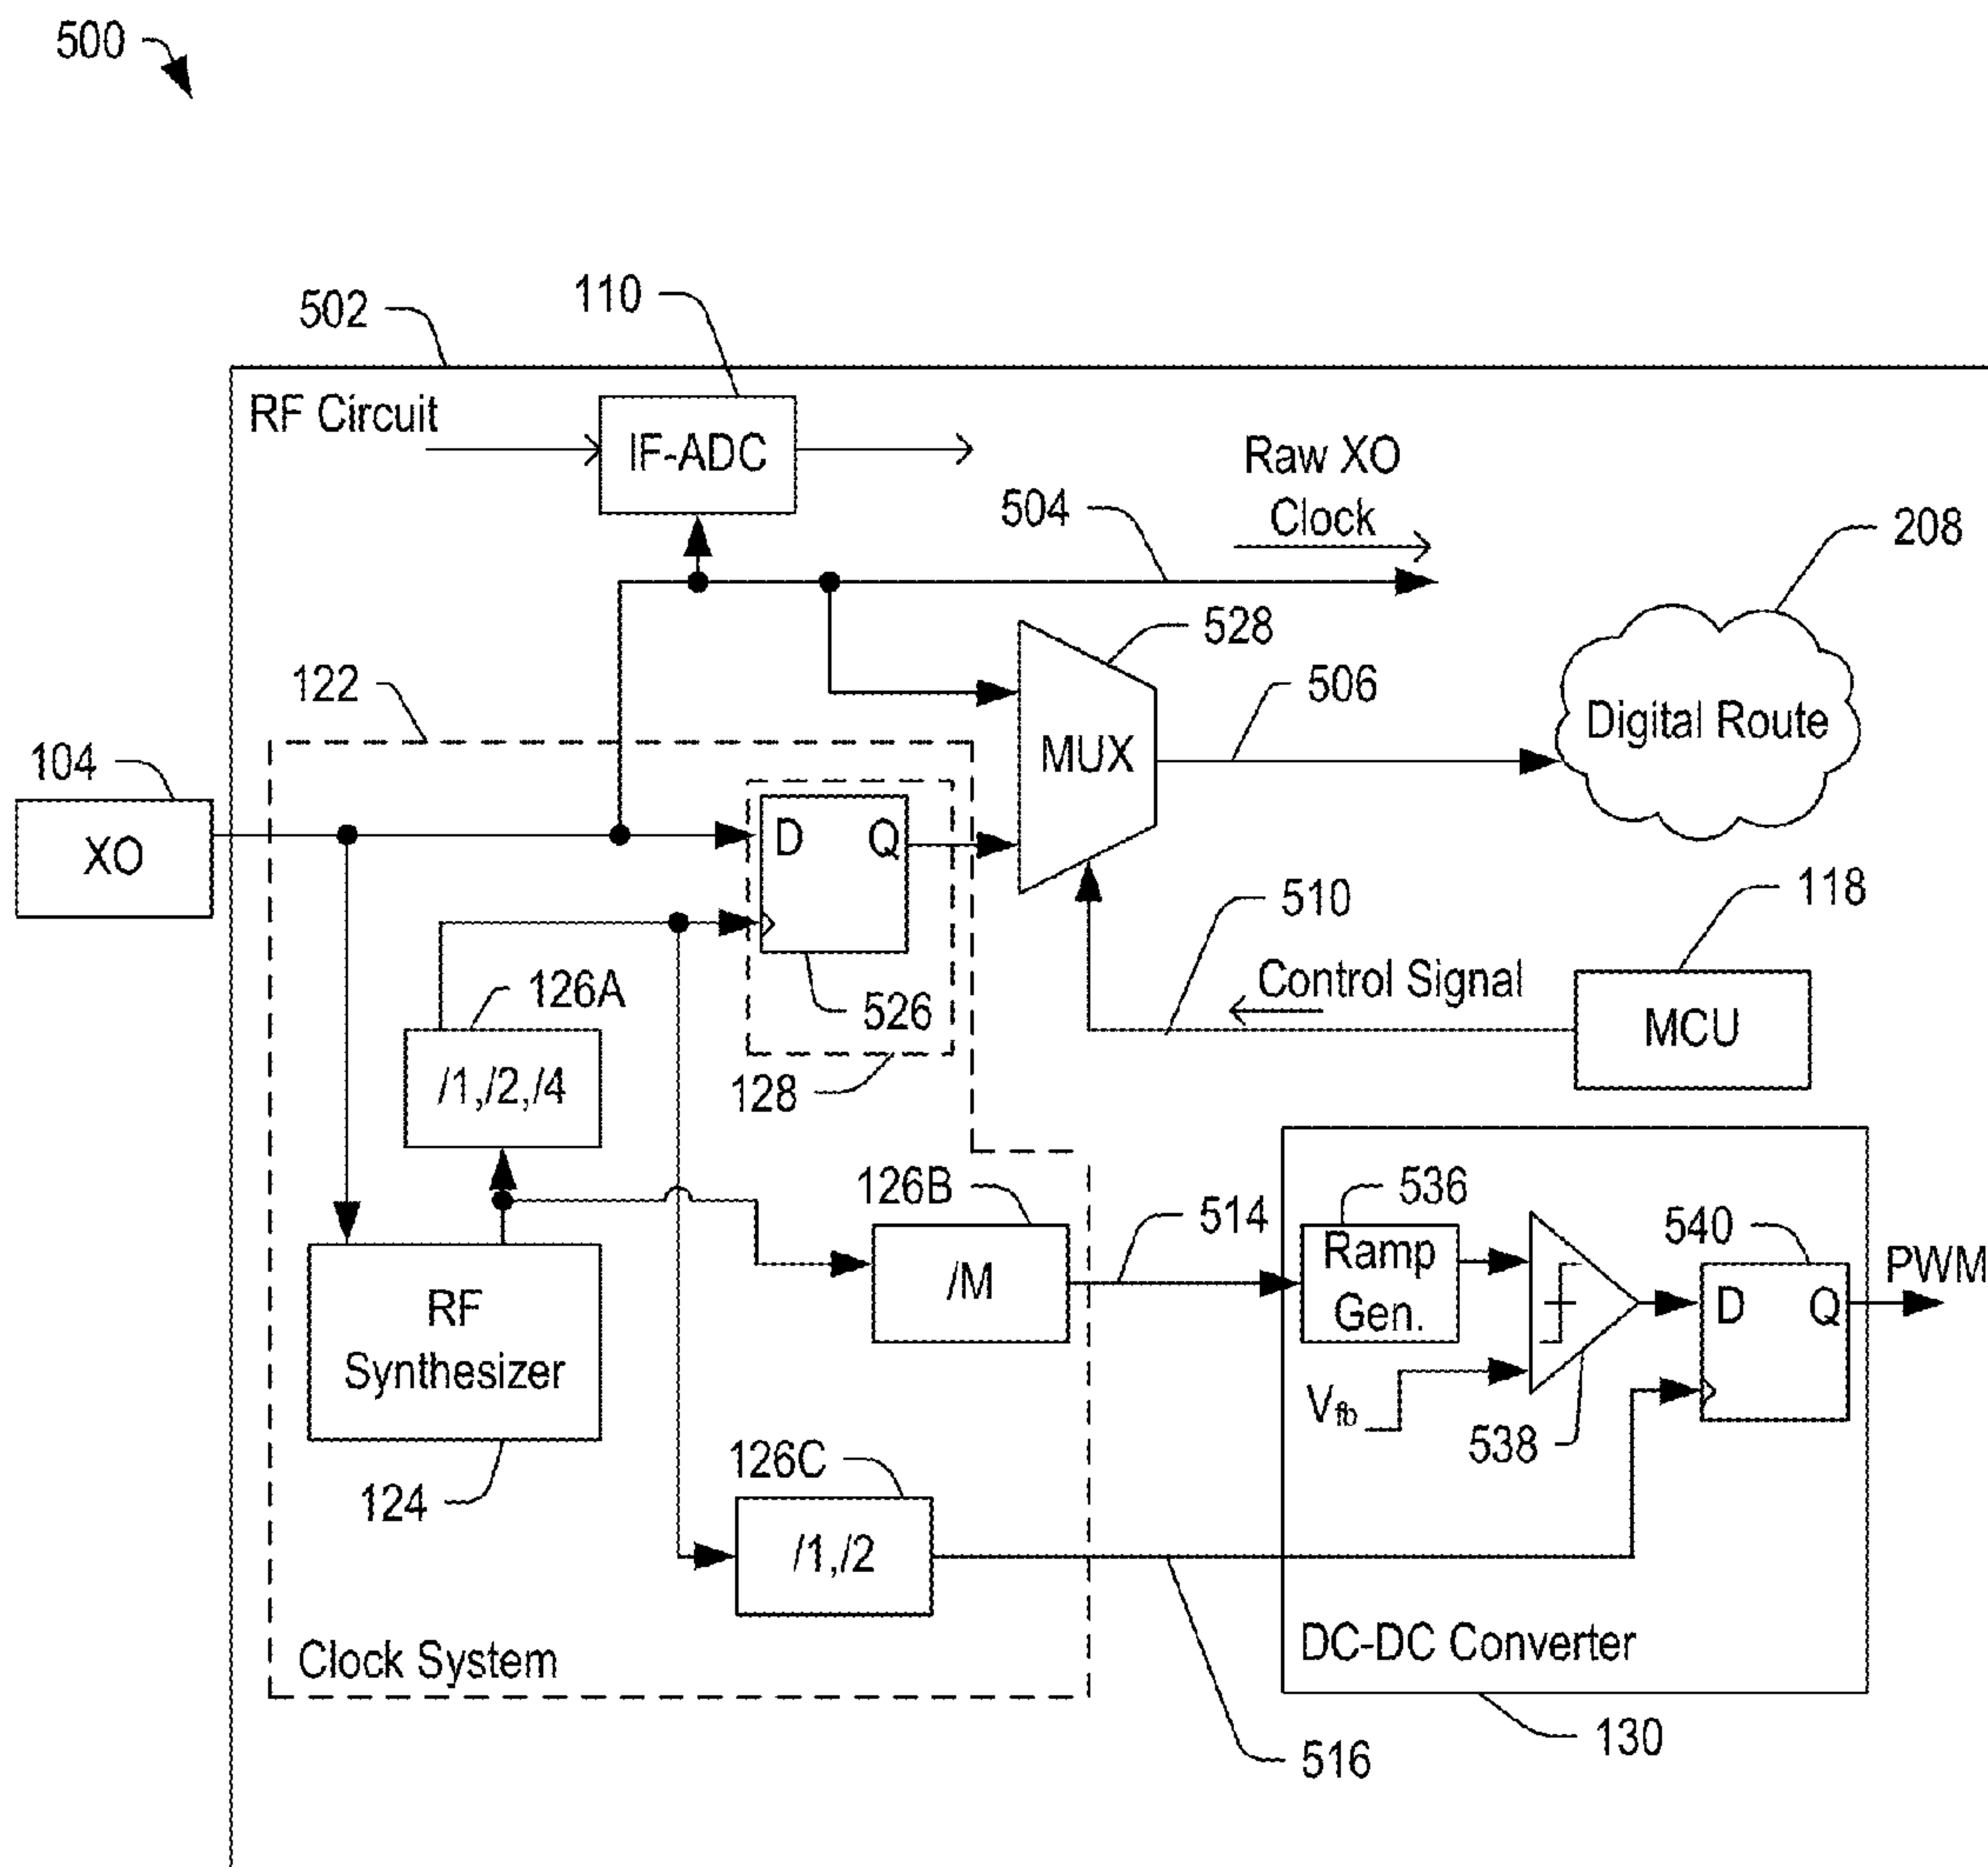 500
502
110
RF Circuit
IF-ADC
Raw XO
Clock
504
208
528
122
506
Digital Route
MUX
104
XO
D
Q
510
118
126A
526
Control Signal
MCU
/1,/2,/4
128
126B
514
536
540
Ramp
Gen.
PWM
/M
D
Q
RF
Synthesizer
Vfb
538
126C
124
/1,/2
Clock System
DC-DC Converter
516
130